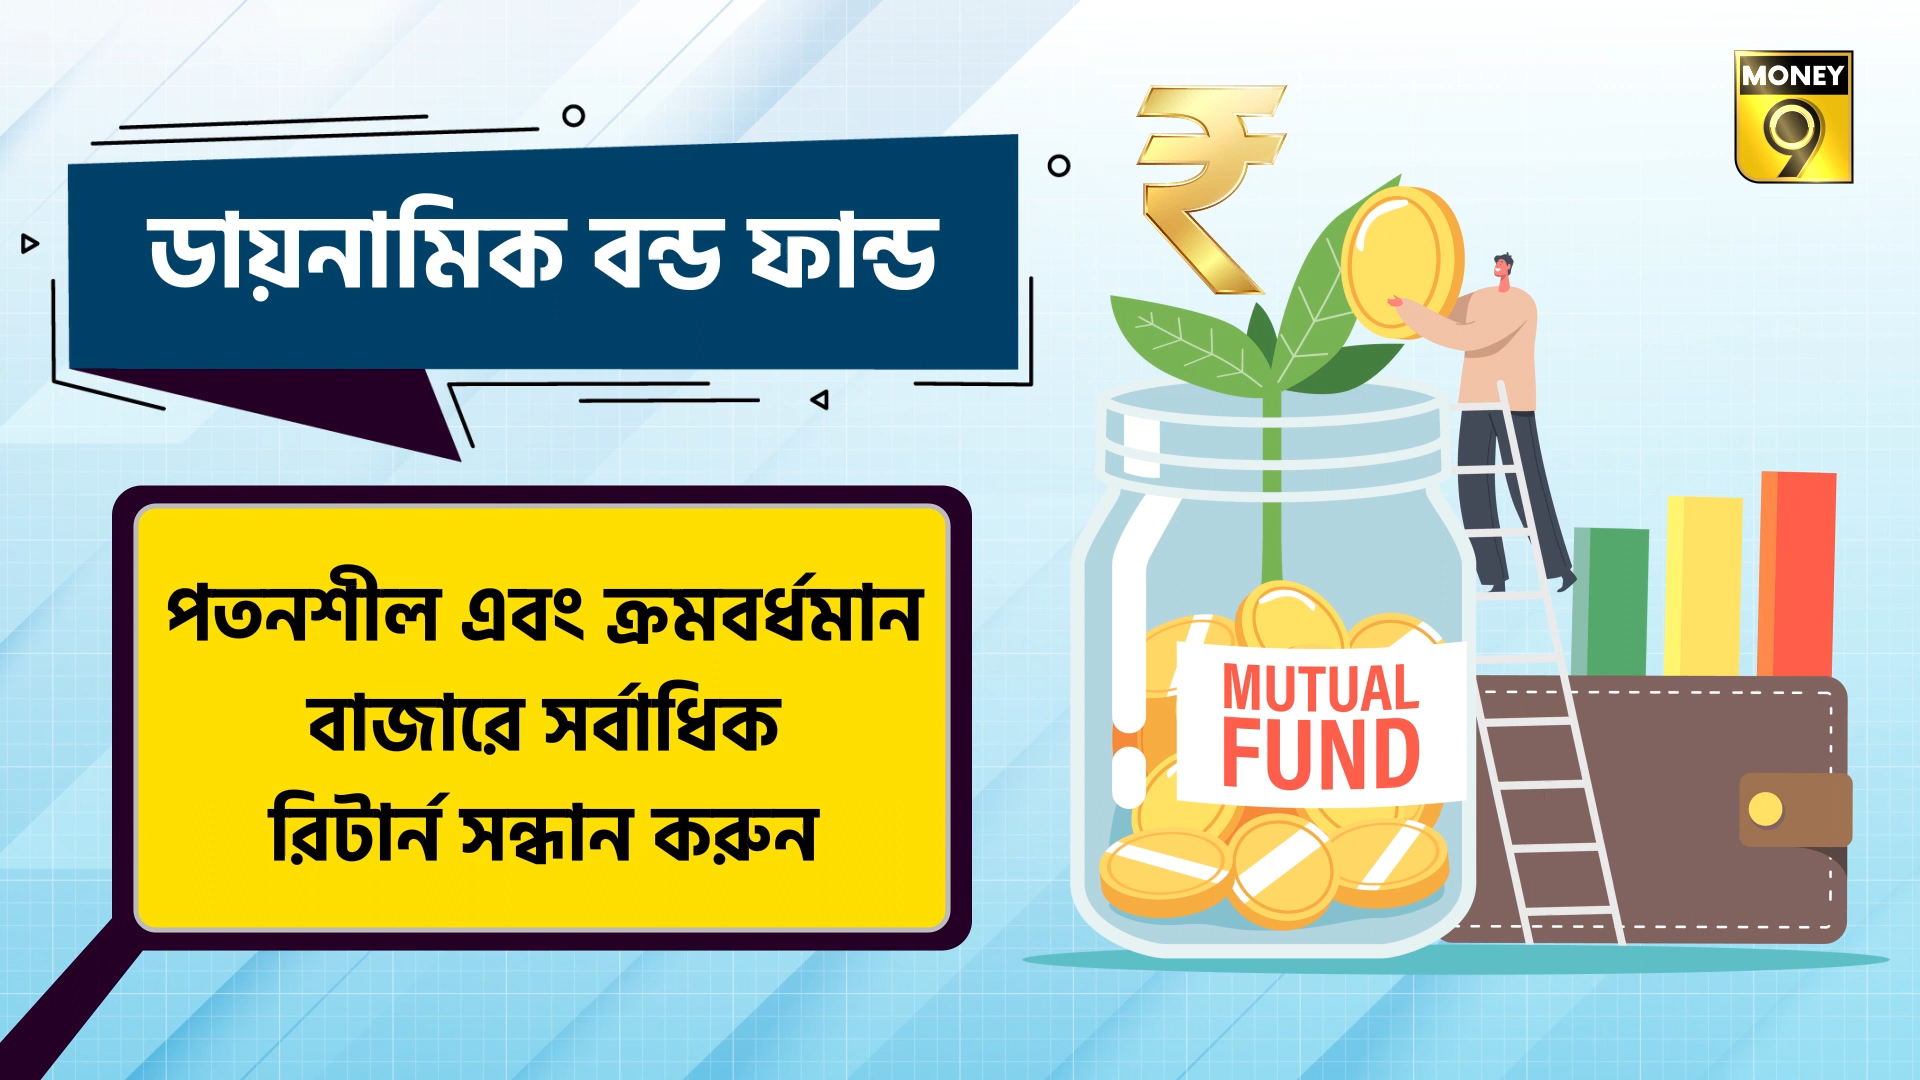 MONEY
9
ডায়নামিক বন্ড ফান্ড
পতনশীল এবং ক্রমবর্ধমান
বাজারে সর্বাধিক
রিটার্ন সন্ধান করুন
₹
MUTUAL
FUND